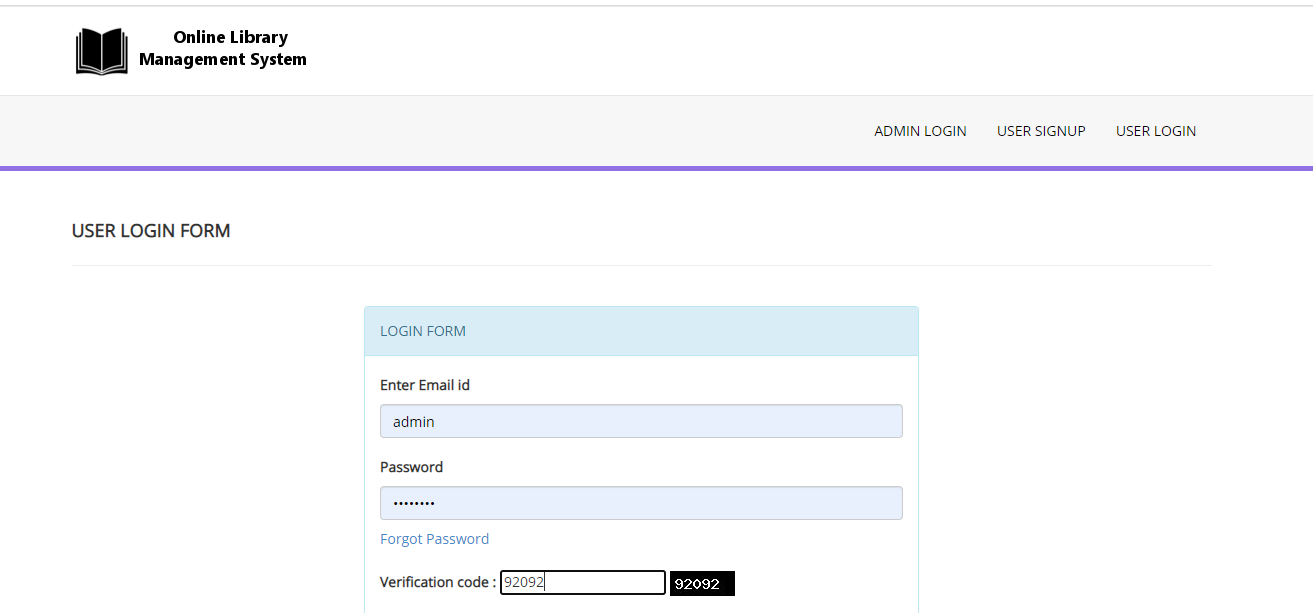 Online Library
Management System
ADMIN LOGIN USER SIGNUP USER LOGIN
USER LOGIN FORM
LOGIN FORM
Enter Email id
admin
Password
••••••••
Forgot Password
Verification code : 92092 92092